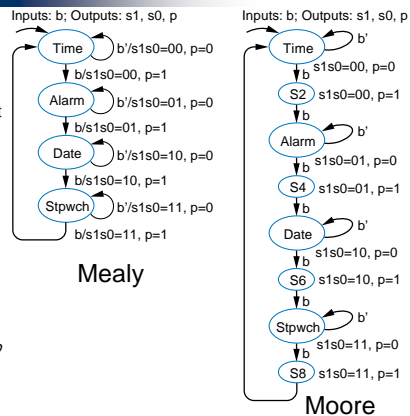 Inputs: b; Outputs: s1, s0, p
Time
b'/s1s0=00, p=0
b/s1s0=00, p=1
Alarm
b'/s1s0=01, p=0
b/s1s0=01, p=1
Date
b'/s1s0=10, p=0
b/s1s0=10, p=1
Stpwch
b'/s1s0=11, p=0
b/s1s0=11, p=1
Mealy
Inputs: b; Outputs: s1, s0, p
Time
b'
s1s0=00, p=0
b
S2
s1s0=00, p=1
b
Alarm
b'
s1s0=01, p=0
b
S4
s1s0=01, p=1
b
Date
b'
s1s0=10, p=0
b
S6
s1s0=10, p=1
b
Stpwch
b'
s1s0=11, p=0
b
S8
s1s0=11, p=1
Moore